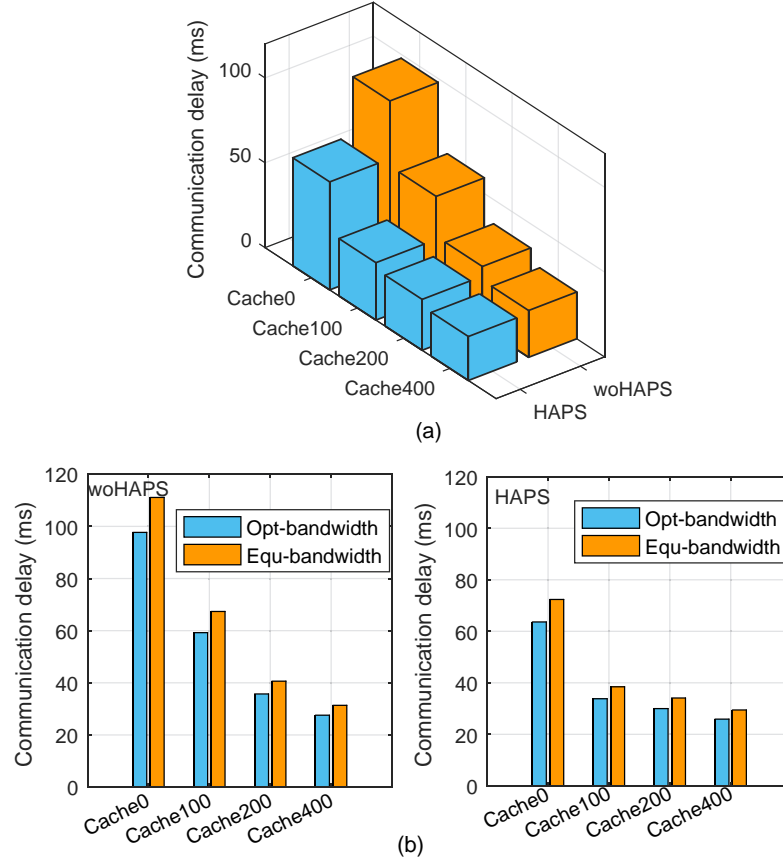 Communication delay (ms)
100
50
0
Cache0
Cache100
Cache200
Cache400
HAPS
woHAPS
(a)
Communication delay (ms)
120
100
80
60
40
20
0
woHAPS
Opt-bandwidth
Equ-bandwidth
Cache0
Cache100
Cache200
Cache400
Communication delay (ms)
120
100
80
60
40
20
0
HAPS
Opt-bandwidth
Equ-bandwidth
Cache0
Cache100
Cache200
Cache400
(b)